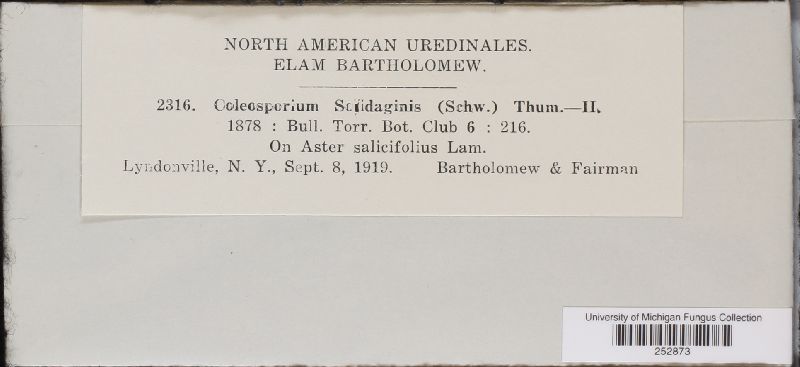 NORTH AMERICAN UREDINALES.
ELAM BARTHOLOMEW.
2316. Coleosporium Solidaginis (Schw.) Thum.—II.
1878 : Bull. Torr. Bot. Club 6 : 216.
On Aster salicifolius Lam.
Lyndonville, N. Y., Sept. 8, 1919. Bartholomew & Fairman
University of Michigan Fungus Collection
252873